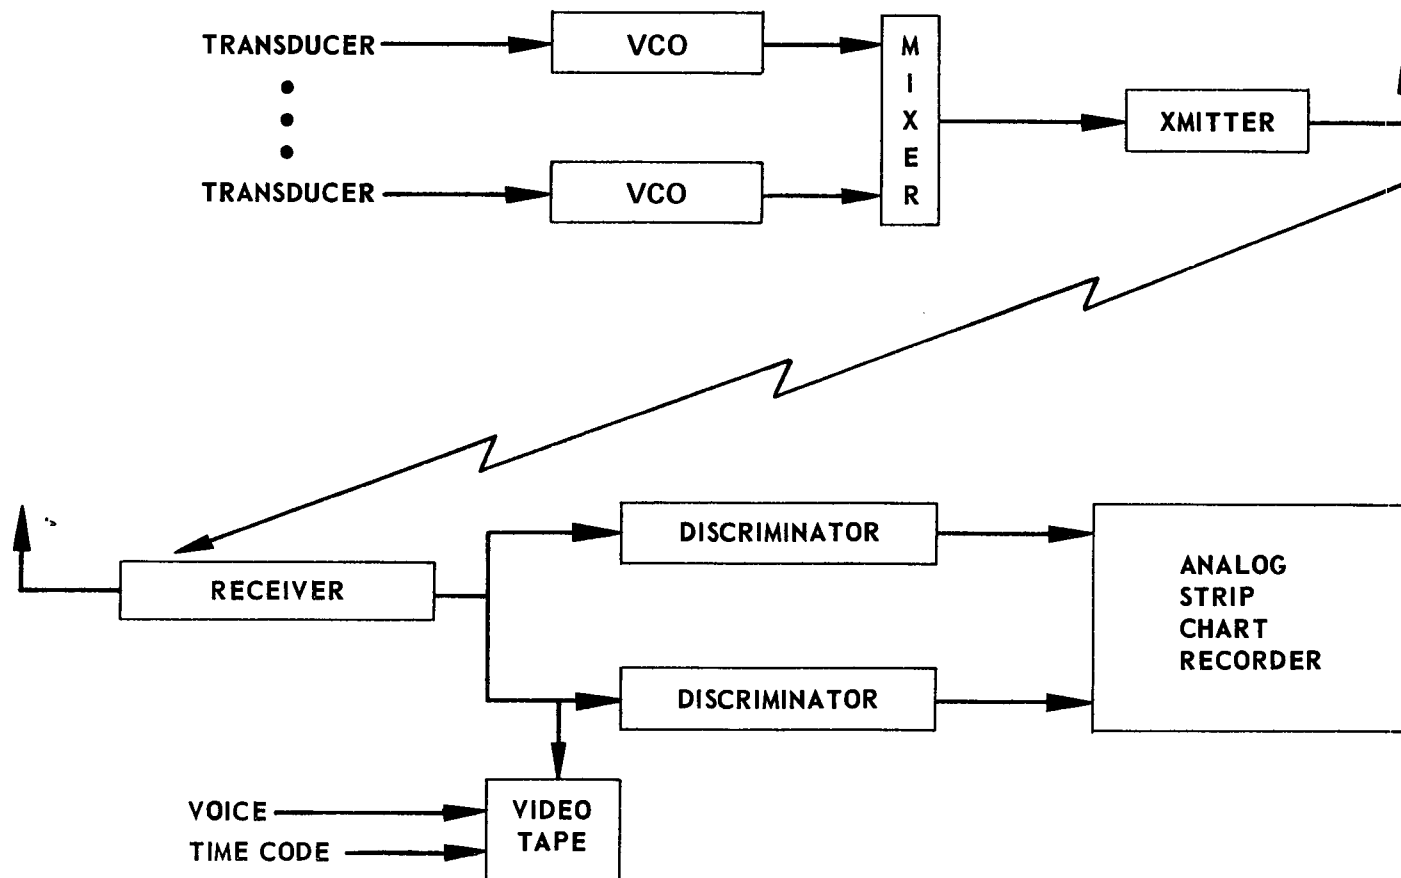 TRANSDUCER
VCO
MIXER
XMITTER
TRANSDUCER
VCO
RECEIVER
DISCRIMINATOR
DISCRIMINATOR
ANALOG
STRIP
CHART
RECORDER
VOICE
TIME CODE
VIDEO
TAPE